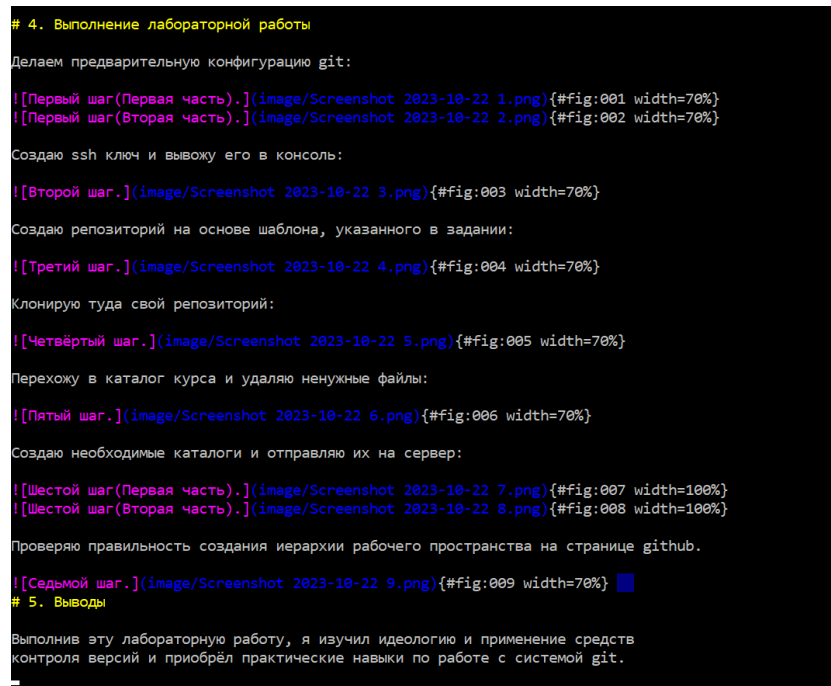 # 4. Выполнение лабораторной работы
Делаем предварительную конфигурацию git:
![Первый шаг(Первая часть).](image/Screenshot 2023-10-22 1.png){#fig:001 width=70%}
![Первый шаг(Вторая часть).](image/Screenshot 2023-10-22 2.png){#fig:002 width=70%}
Создаю ssh ключ и вывожу его в консоль:
![Второй шаг.](image/Screenshot 2023-10-22 3.png){#fig:003 width=70%}
Создаю репозиторий на основе шаблона, указанного в задании:
![Третий шаг.](image/Screenshot 2023-10-22 4.png){#fig:004 width=70%}
Клонирую туда свой репозиторий:
![Четвёртый шаг.](image/Screenshot 2023-10-22 5.png){#fig:005 width=70%}
Перехожу в каталог курса и удаляю ненужные файлы:
![Пятый шаг.](image/Screenshot 2023-10-22 6.png){#fig:006 width=70%}
Создаю необходимые каталоги и отправляю их на сервер:
![Шестой шаг(Первая часть).](image/Screenshot 2023-10-22 7.png){#fig:007 width=100%}
![Шестой шаг(Вторая часть).](image/Screenshot 2023-10-22 8.png){#fig:008 width=100%}
Проверяю правильность создания иерархии рабочего пространства на странице github.
![Седьмой шаг.](image/Screenshot 2023-10-22 9.png){#fig:009 width=70%}
# 5. Выводы
Выполнив эту лабораторную работу, я изучил идеологию и применение средств
контроля версий и приобрёл практические навыки по работе с системой git.